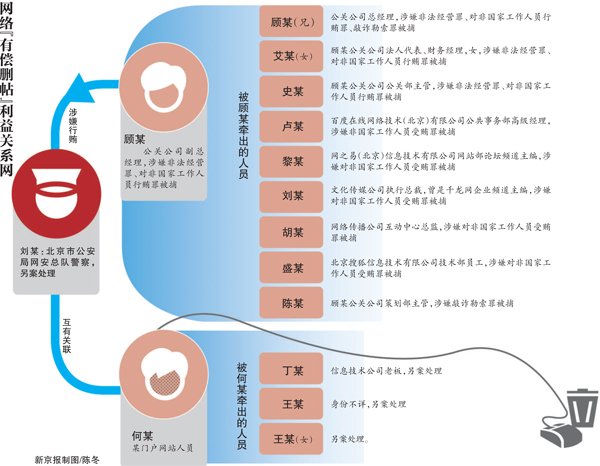 网络『有偿删帖』利益关系网
顾某
公关公司副总
经理，涉嫌非法经营
罪、对非国家工作人
员行贿罪被捕
涉嫌行贿
刘某：北京市公安
局网安总队警察，
另案处理
互有关联
何某
某门户网站人员
被顾某牵出的人员
顾某（兄）
公关公司总经理，涉嫌非法经营罪、对非国家工作人员行
贿罪、敲诈勒索罪被捕
艾某（女）
顾某公关公司法人代表、财务经理，女，涉嫌非法经营罪、
对非国家工作人员行贿罪被捕
史某
顾某公关公司公关部主管，涉嫌非法经营罪、对非国家工
作人员行贿罪被捕
卢某
百度在线网络技术（北京）有限公司公共事务部高级经理，
涉嫌非国家工作人员受贿罪被捕
黎某
网之易（北京）信息技术有限公司网站部论坛频道主编，涉
嫌对非国家工作人员受贿罪被捕
刘某
文化传媒公司执行总裁，曾是千龙网企业频道主编，涉嫌
对非国家工作人员受贿罪被捕
胡某
网络传播公司互动中心总监，涉嫌对非国家工作人员受贿
罪被捕
盛某
北京搜狐信息技术有限公司技术部员工，涉嫌对非国家工
作人员受贿罪被捕
陈某
顾某公关公司策划部主管，涉嫌敲诈勒索罪被捕
被何某牵出的人员
丁某
信息技术公司老板，另案处理
王某
身份不详，另案处理
王某（女）
另案处理。
新京报制图/陈冬